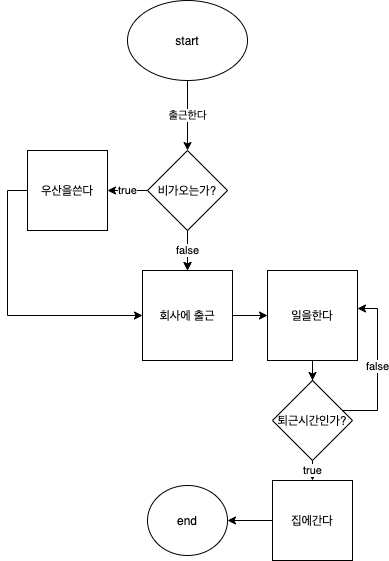 start
출근한다
비가오는가?
true
우산을쓴다
false
회사에 출근
일을한다
false
퇴근시간인가?
true
집에간다
end